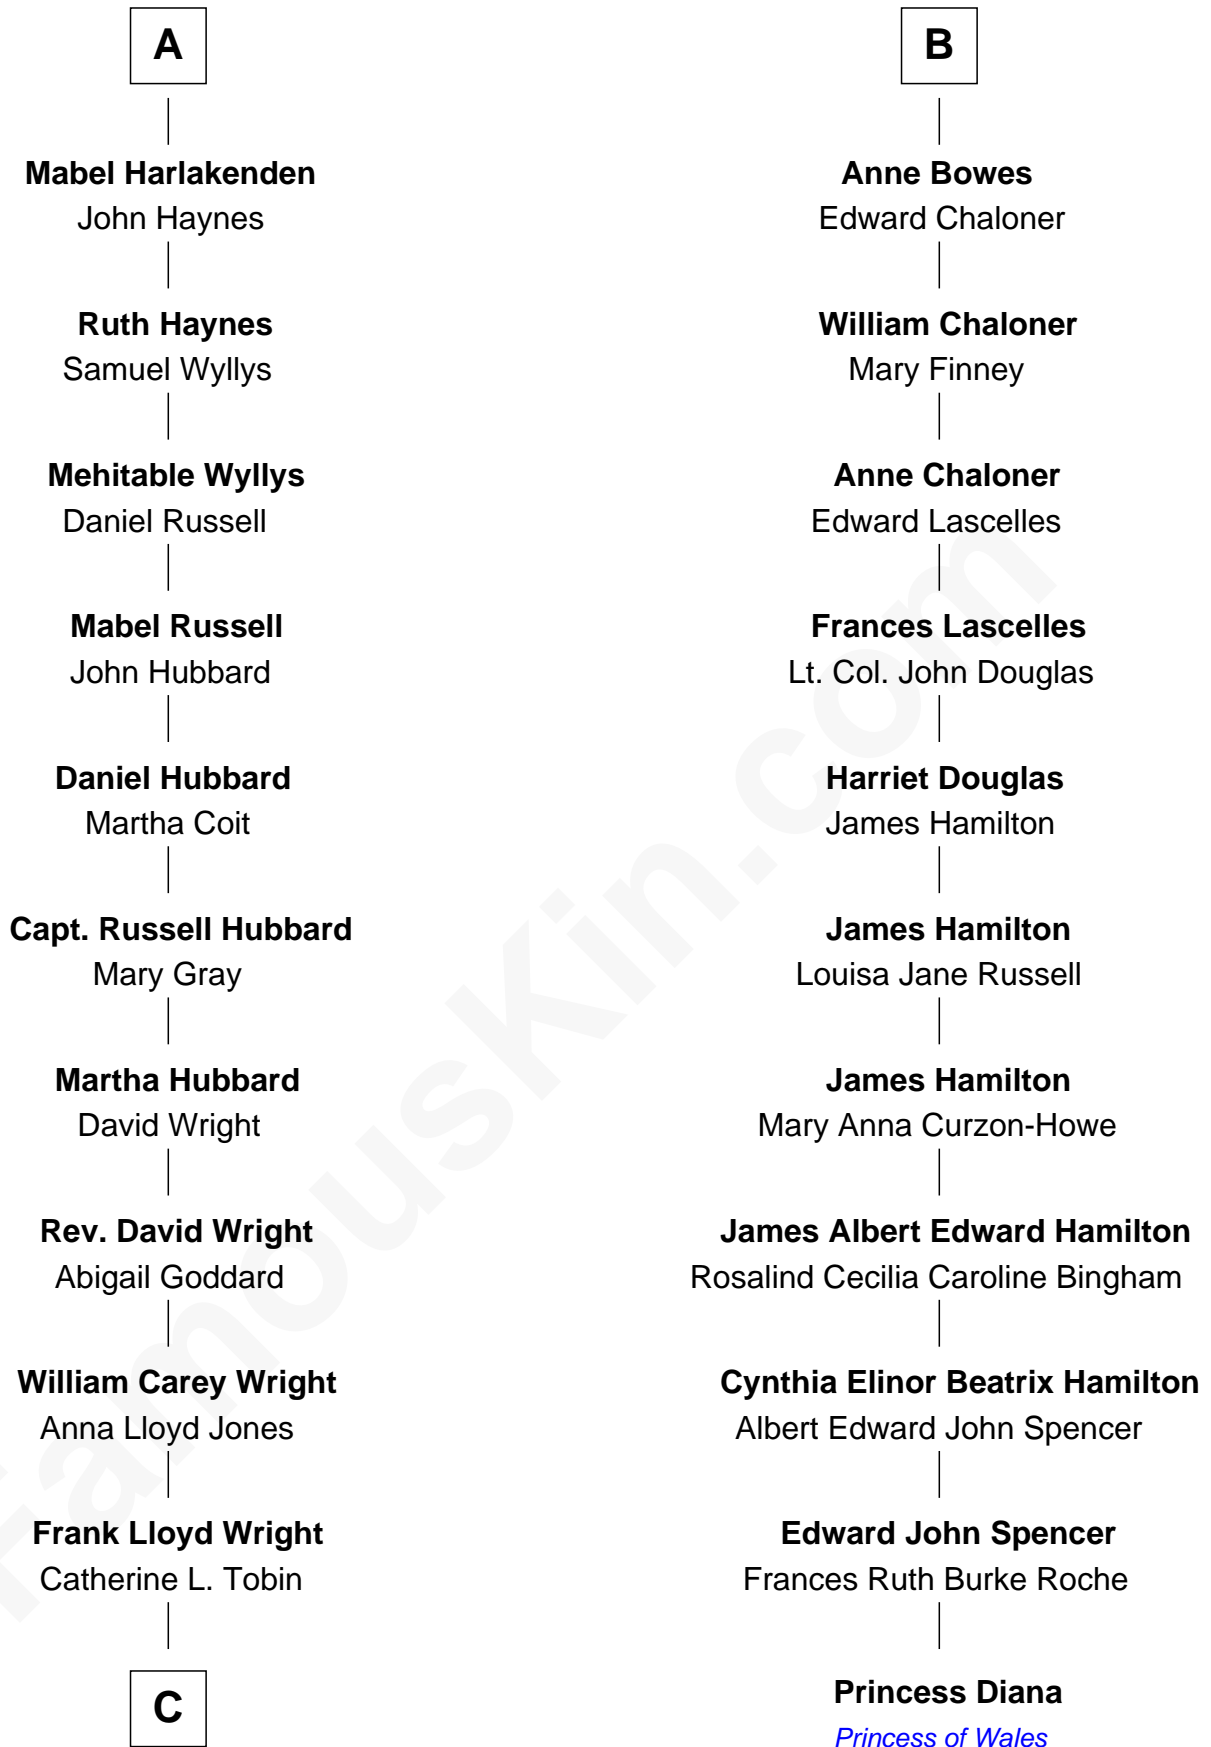 A
Mabel Harlakenden
John Haynes
Ruth Haynes
Samuel Wyllys
Mehitable Wyllys
Daniel Russell
Mabel Russell
John Hubbard
Daniel Hubbard
Martha Coit
Capt. Russell Hubbard
Mary Gray
Martha Hubbard
David Wright
Rev. David Wright
Abigail Goddard
William Carey Wright
Anna Lloyd Jones
Frank Lloyd Wright
Catherine L. Tobin
C
B
Anne Bowes
Edward Chaloner
William Chaloner
Mary Finney
Anne Chaloner
Edward Lascelles
Frances Lascelles
Lt. Col. John Douglas
Harriet Douglas
James Hamilton
James Hamilton
Louisa Jane Russell
James Hamilton
Mary Anna Curzon-Howe
James Albert Edward Hamilton
Rosalind Cecilia Caroline Bingham
Cynthia Elinor Beatrix Hamilton
Albert Edward John Spencer
Edward John Spencer
Frances Ruth Burke Roche
Princess Diana
Princess of Wales
FamousKin.com